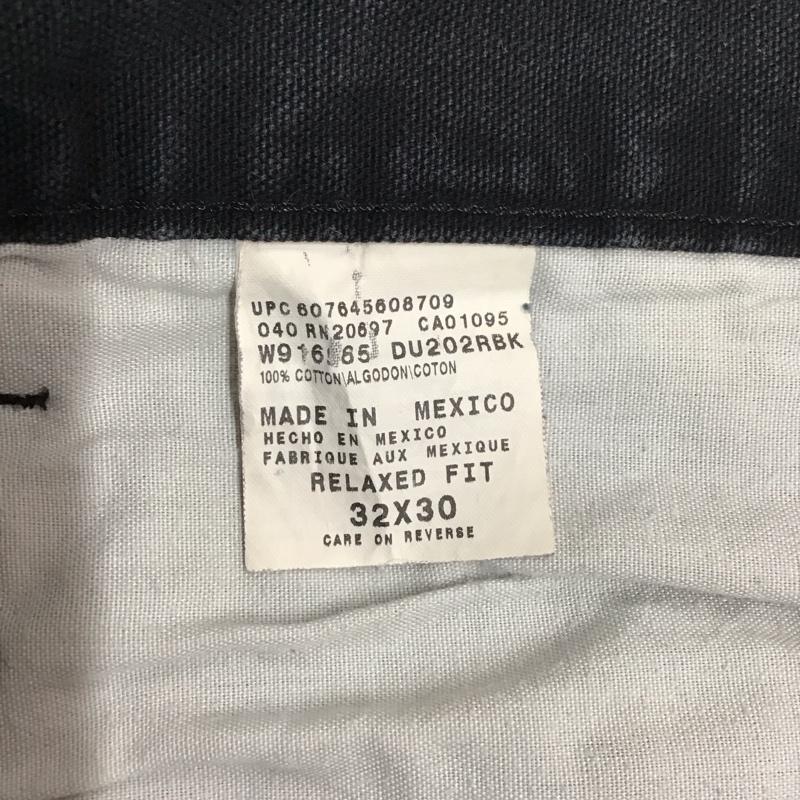 UPC 607645608709
040 RN20697 CA01095
DU202RBK
100% COTTON\ALGODON\COTON
MADE IN MEXICO
HECHO EN MEXICO
FABRIQUE AUX MEXIQUE
RELAXED FIT
32X30
CARE ON REVERSE